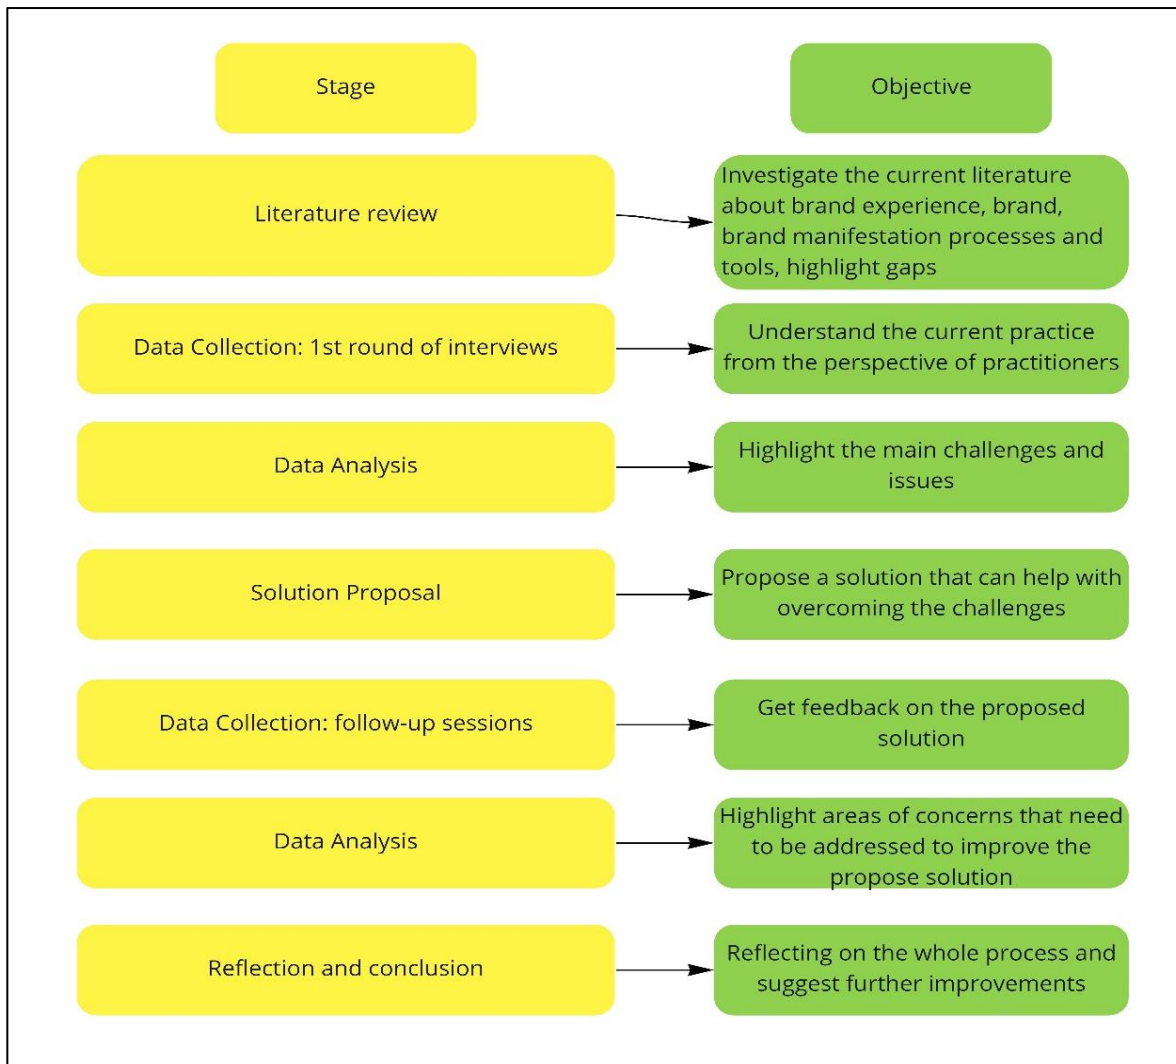 Stage
Objective
Literature review
Investigate the current literature
about brand experience, brand,
brand manifestation processes and
tools, highlight gaps
Data Collection: 1st round of interviews
Understand the current practice
from the perspective of practitioners
Data Analysis
Highlight the main challenges and
issues
Solution Proposal
Propose a solution that can help with
overcoming the challenges
Data Collection: follow-up sessions
Get feedback on the proposed
solution
Data Analysis
Highlight areas of concerns that need
to be addressed to improve the
propose solution
Reflection and conclusion
Reflecting on the whole process and
suggest further improvements